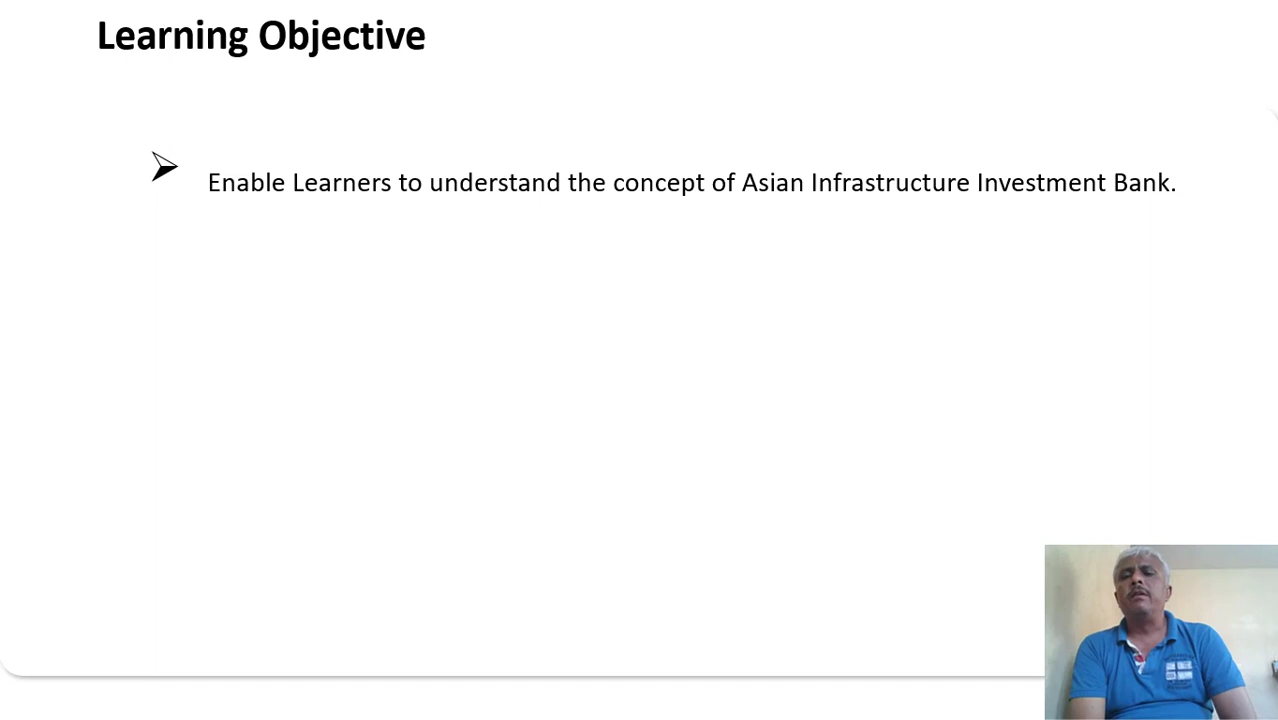 Learning Objective
Enable Learners to understand the concept of Asian Infrastructure Investment Bank.